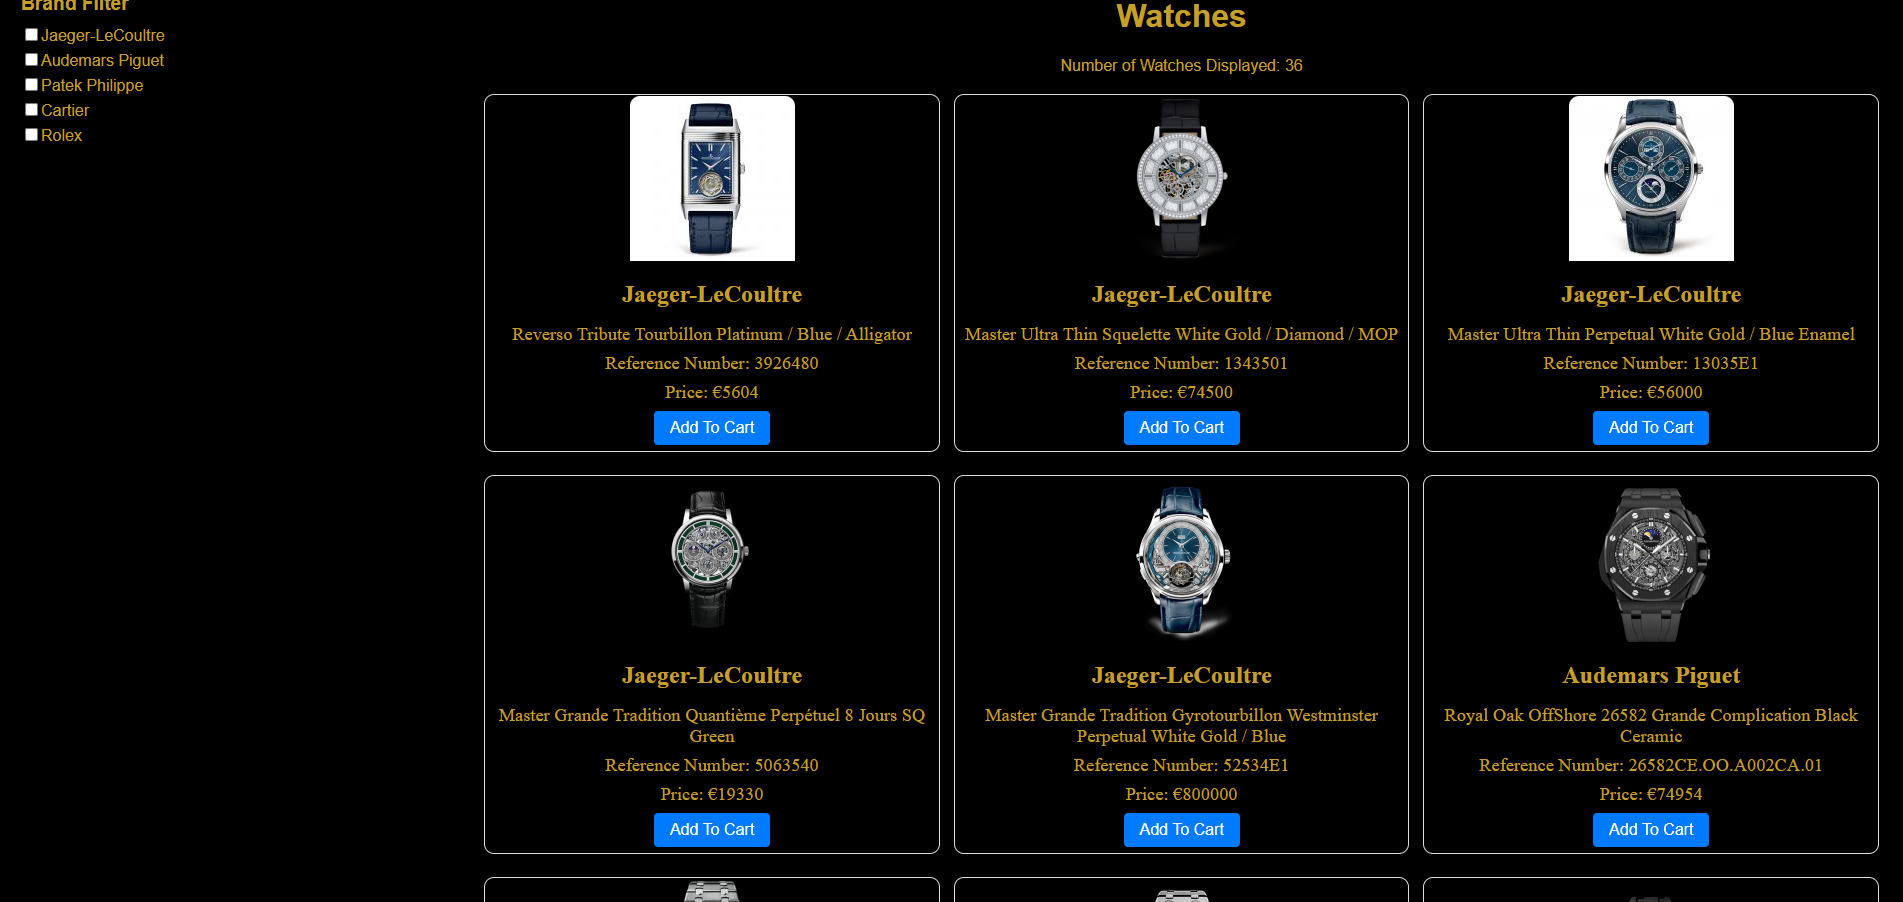 Brand Filter
Jaeger-LeCoultre
Audemars Piguet
Patek Philippe
Cartier
Rolex
Watches
Number of Watches Displayed: 36
Jaeger-LeCoultre
Reverso Tribute Tourbillon Platinum / Blue / Alligator
Reference Number: 3926480
Price: €5604
Add To Cart
Jaeger-LeCoultre
Master Ultra Thin Squelette White Gold / Diamond / MOP
Reference Number: 1343501
Price: €74500
Add To Cart
Jaeger-LeCoultre
Master Ultra Thin Perpetual White Gold / Blue Enamel
Reference Number: 13035E1
Price: €56000
Add To Cart
Jaeger-LeCoultre
Master Grande Tradition Quantième Perpétuel 8 Jours SQ
Green
Reference Number: 5063540
Price: €19330
Add To Cart
Jaeger-LeCoultre
Master Grande Tradition Gyrotourbillon Westminster
Perpetual White Gold / Blue
Reference Number: 52534E1
Price: €800000
Add To Cart
Audemars Piguet
Royal Oak OffShore 26582 Grande Complication Black
Ceramic
Reference Number: 26582CE.OO.A002CA.01
Price: €74954
Add To Cart